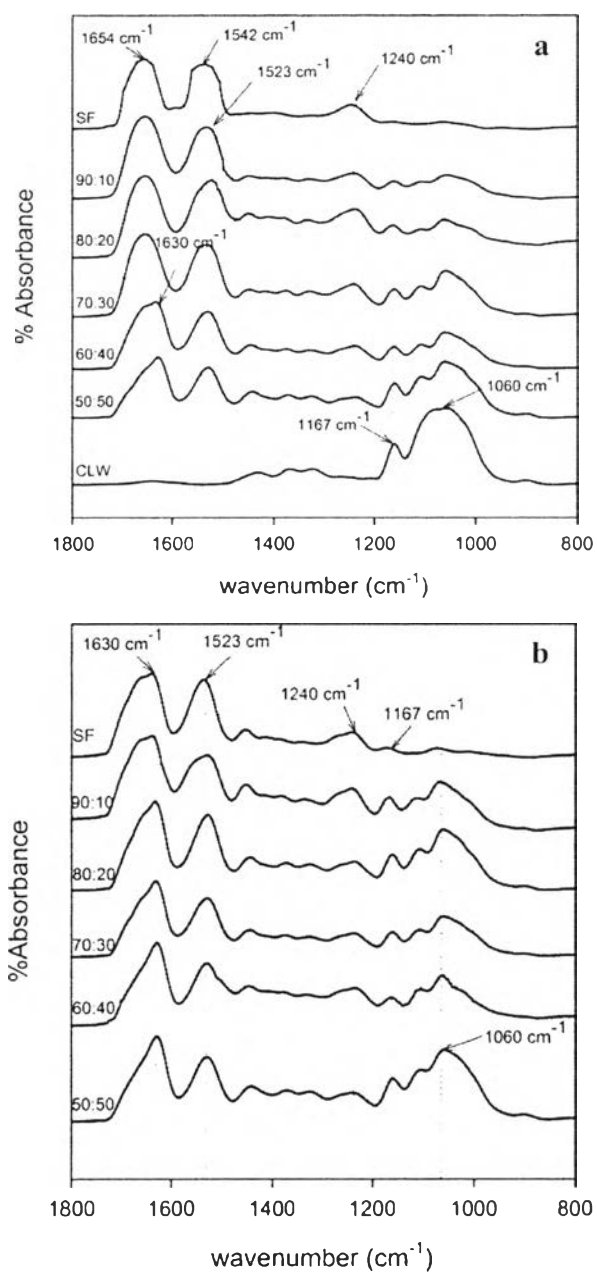 a
1654 cm⁻¹
1542 cm⁻¹
1523 cm⁻¹
1240 cm⁻¹
SF
90:10
80:20
1630 cm⁻¹
70:30
60:40
50:50
1060 cm⁻¹
1167 cm⁻¹
CLW
% Absorbance
1800 1600 1400 1200 1000 800
wavenumber (cm⁻¹)
b
1630 cm⁻¹
1523 cm⁻¹
1240 cm⁻¹
1167 cm⁻¹
SF
90:10
80:20
70:30
60:40
1060 cm⁻¹
50:50
%Absorbance
1800 1600 1400 1200 1000 800
wavenumber (cm⁻¹)